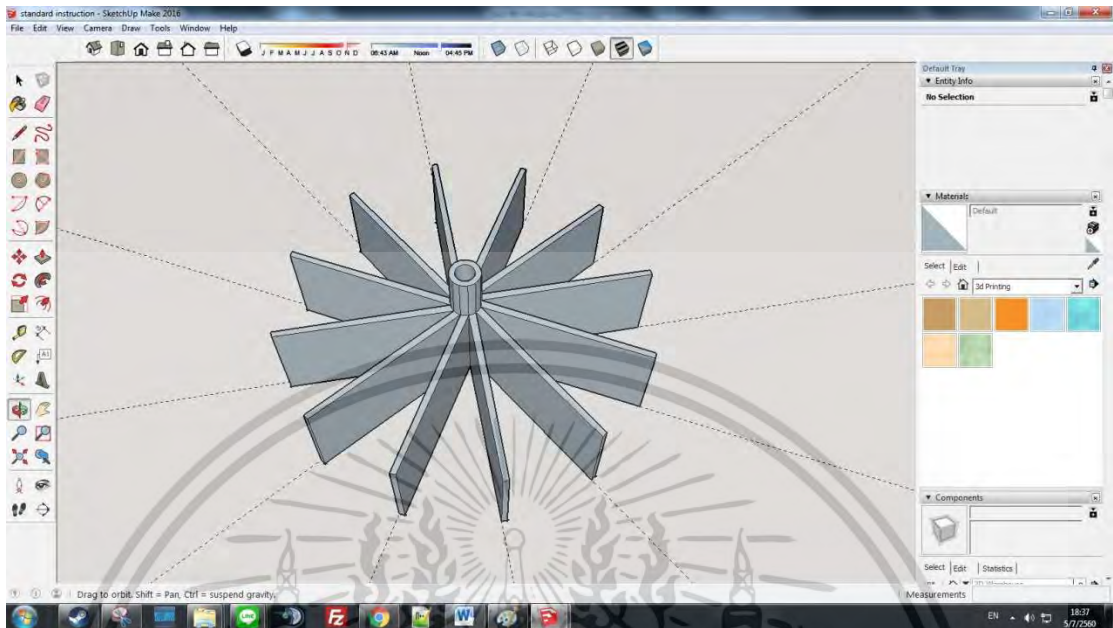 standard instruction - SketchUp Make 2016
File Edit View Camera Draw Tools Window Help
J F M A M J J A S O N D 06:43 AM Noon 04:45 PM
Default Tray
Entity Info
No Selection
Materials
Default
Select Edit
3d Printing
Components
Select Edit Statistics
Drag to orbit. Shift = Pan, Ctrl = suspend gravity.
Measurements
EN
18:37
5/7/2560